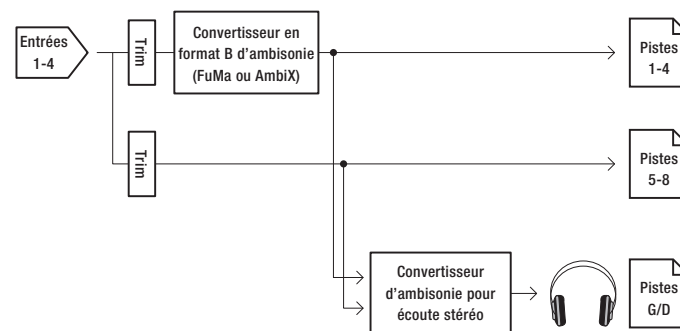 Entrées
1-4
Trim
Convertisseur en
format B d'ambisonie
(FuMa ou AmbiX)
Pistes
1-4
Trim
Pistes
5-8
Convertisseur
d'ambisonie pour
écoute stéréo
Pistes
G/D